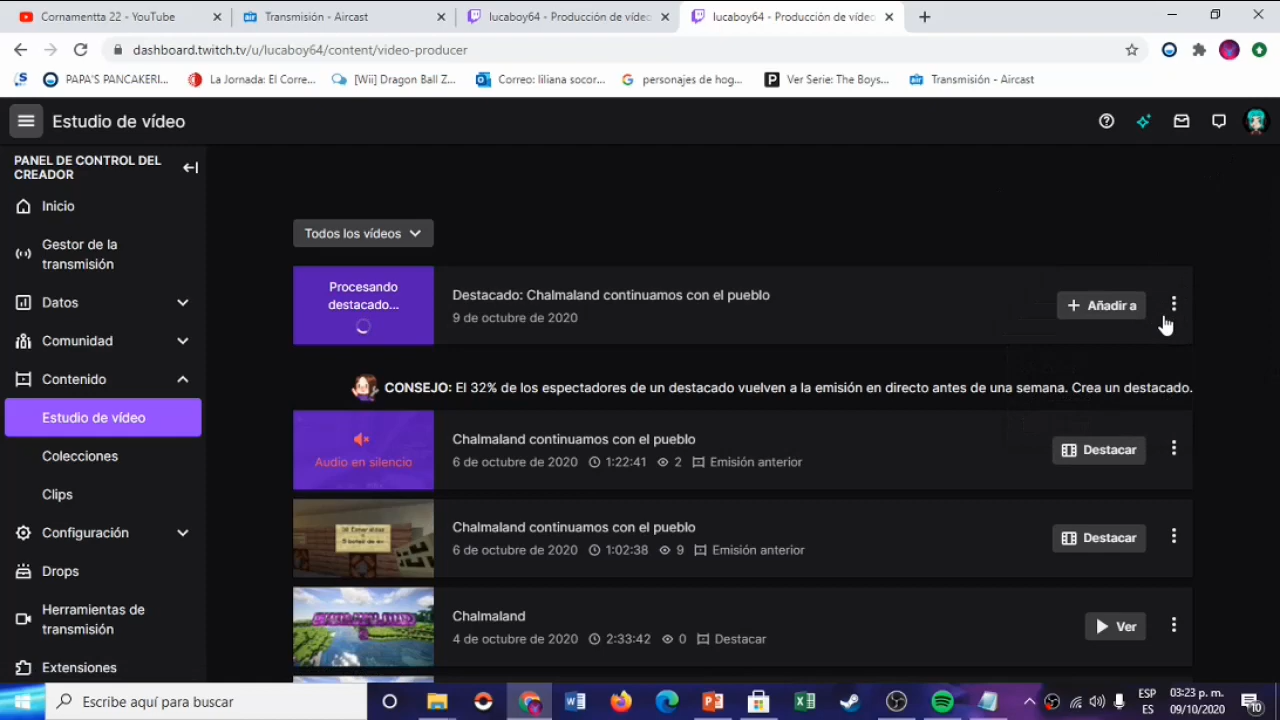 Cornamentta 22 - YouTube
Transmisión - Aircast
lucaboy64 - Producción de vídeo
lucaboy64 - Producción de vídeo
dashboard.twitch.tv/u/lucaboy64/content/video-producer
PAPA'S PANCAKERI...
La Jornada: El Corre...
[Wii] Dragon Ball Z...
Correo: liliana socor...
personajes de hog...
Ver Serie: The Boys...
Transmisión - Aircast
Estudio de vídeo
PANEL DE CONTROL DEL
CREADOR
Inicio
Gestor de la
transmisión
Datos
Comunidad
Contenido
Estudio de vídeo
Colecciones
Clips
Configuración
Drops
Herramientas de
transmisión
Extensiones
Todos los vídeos
Procesando
destacado...
Destacado: Chalmaland continuamos con el pueblo
9 de octubre de 2020
Añadir a
CONSEJO: El 32% de los espectadores de un destacado vuelven a la emisión en directo antes de una semana. Crea un destacado.
Audio en silencio
Chalmaland continuamos con el pueblo
6 de octubre de 2020 1:22:41 2 Emisión anterior
Destacar
Chalmaland continuamos con el pueblo
6 de octubre de 2020 1:02:38 9 Emisión anterior
Destacar
Chalmaland
4 de octubre de 2020 2:33:42 0 Destacar
Ver
Escribe aquí para buscar
ESP
ES
03:23 p. m.
09/10/2020
10